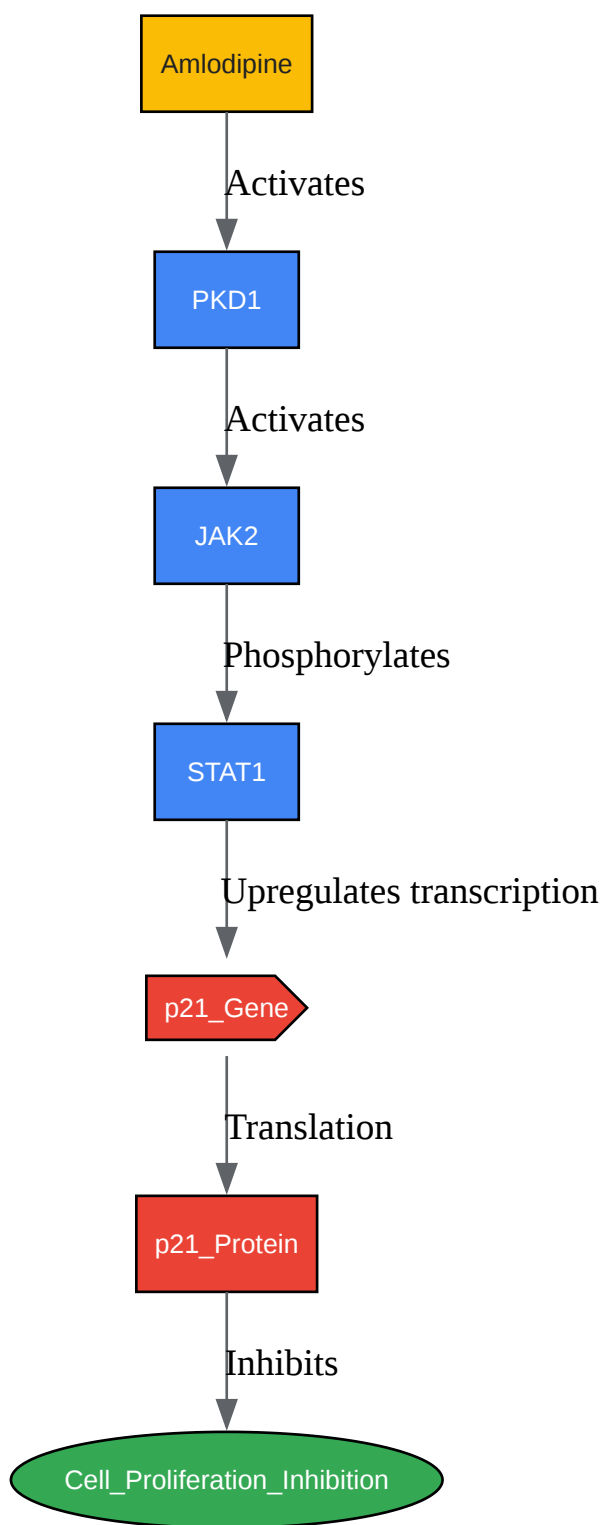 Amlodipine
Activates
PKD1
Activates
JAK2
Phosphorylates
STAT1
Upregulates transcription
p21_Gene
Translation
p21_Protein
Inhibits
Cell_Proliferation_Inhibition